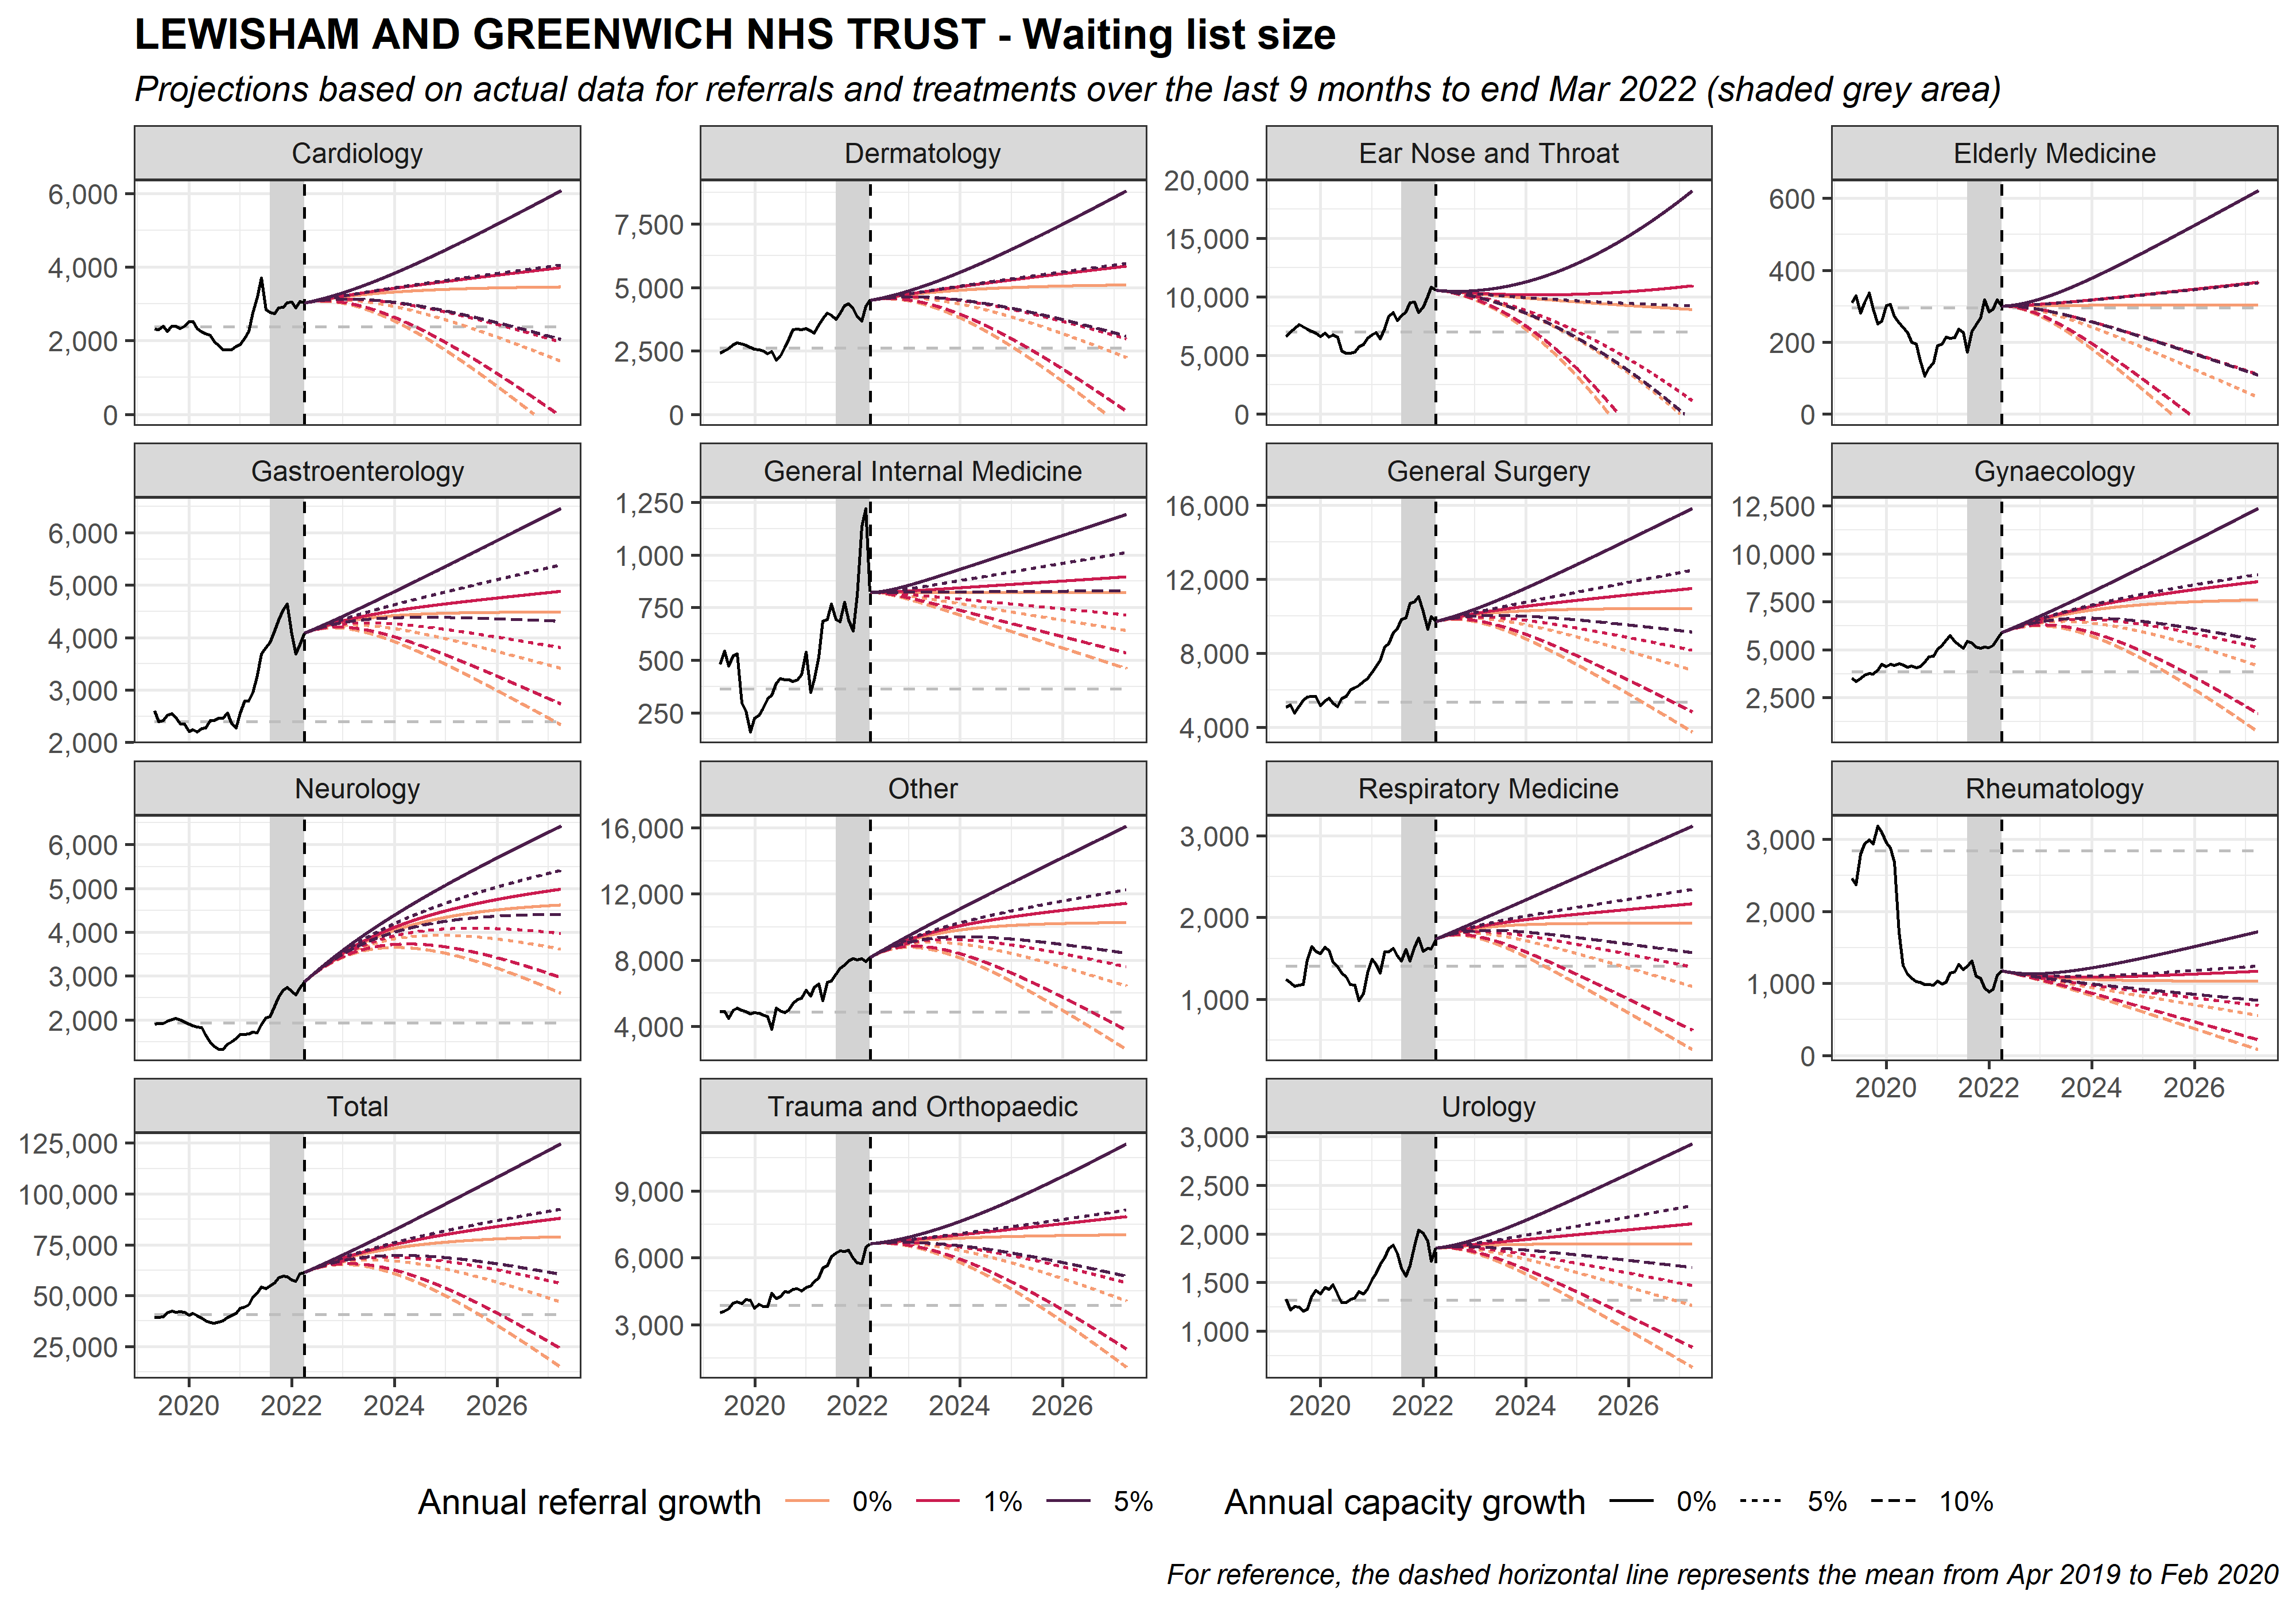 LEWISHAM AND GREENWICH NHS TRUST - Waiting list size
Projections based on actual data for referrals and treatments over the last 9 months to end Mar 2022 (shaded grey area)
Cardiology
6,000
4,000
2,000
0
Dermatology
7,500
5,000
2,500
0
Ear Nose and Throat
20,000
15,000
10,000
5,000
0
Elderly Medicine
600
400
200
0
Gastroenterology
6,000
5,000
4,000
3,000
2,000
General Internal Medicine
1,250
1,000
750
500
250
General Surgery
16,000
12,000
8,000
4,000
Gynaecology
12,500
10,000
7,500
5,000
2,500
Neurology
6,000
5,000
4,000
3,000
2,000
Other
16,000
12,000
8,000
4,000
Respiratory Medicine
3,000
2,000
1,000
Rheumatology
3,000
2,000
1,000
0
2020 2022 2024 2026
Total
125,000
100,000
75,000
50,000
25,000
2020 2022 2024 2026
Trauma and Orthopaedic
9,000
6,000
3,000
2020 2022 2024 2026
Urology
3,000
2,500
2,000
1,500
1,000
2020 2022 2024 2026
Annual referral growth 0% 1% 5% Annual capacity growth 0% 5% 10%
For reference, the dashed horizontal line represents the mean from Apr 2019 to Feb 2020